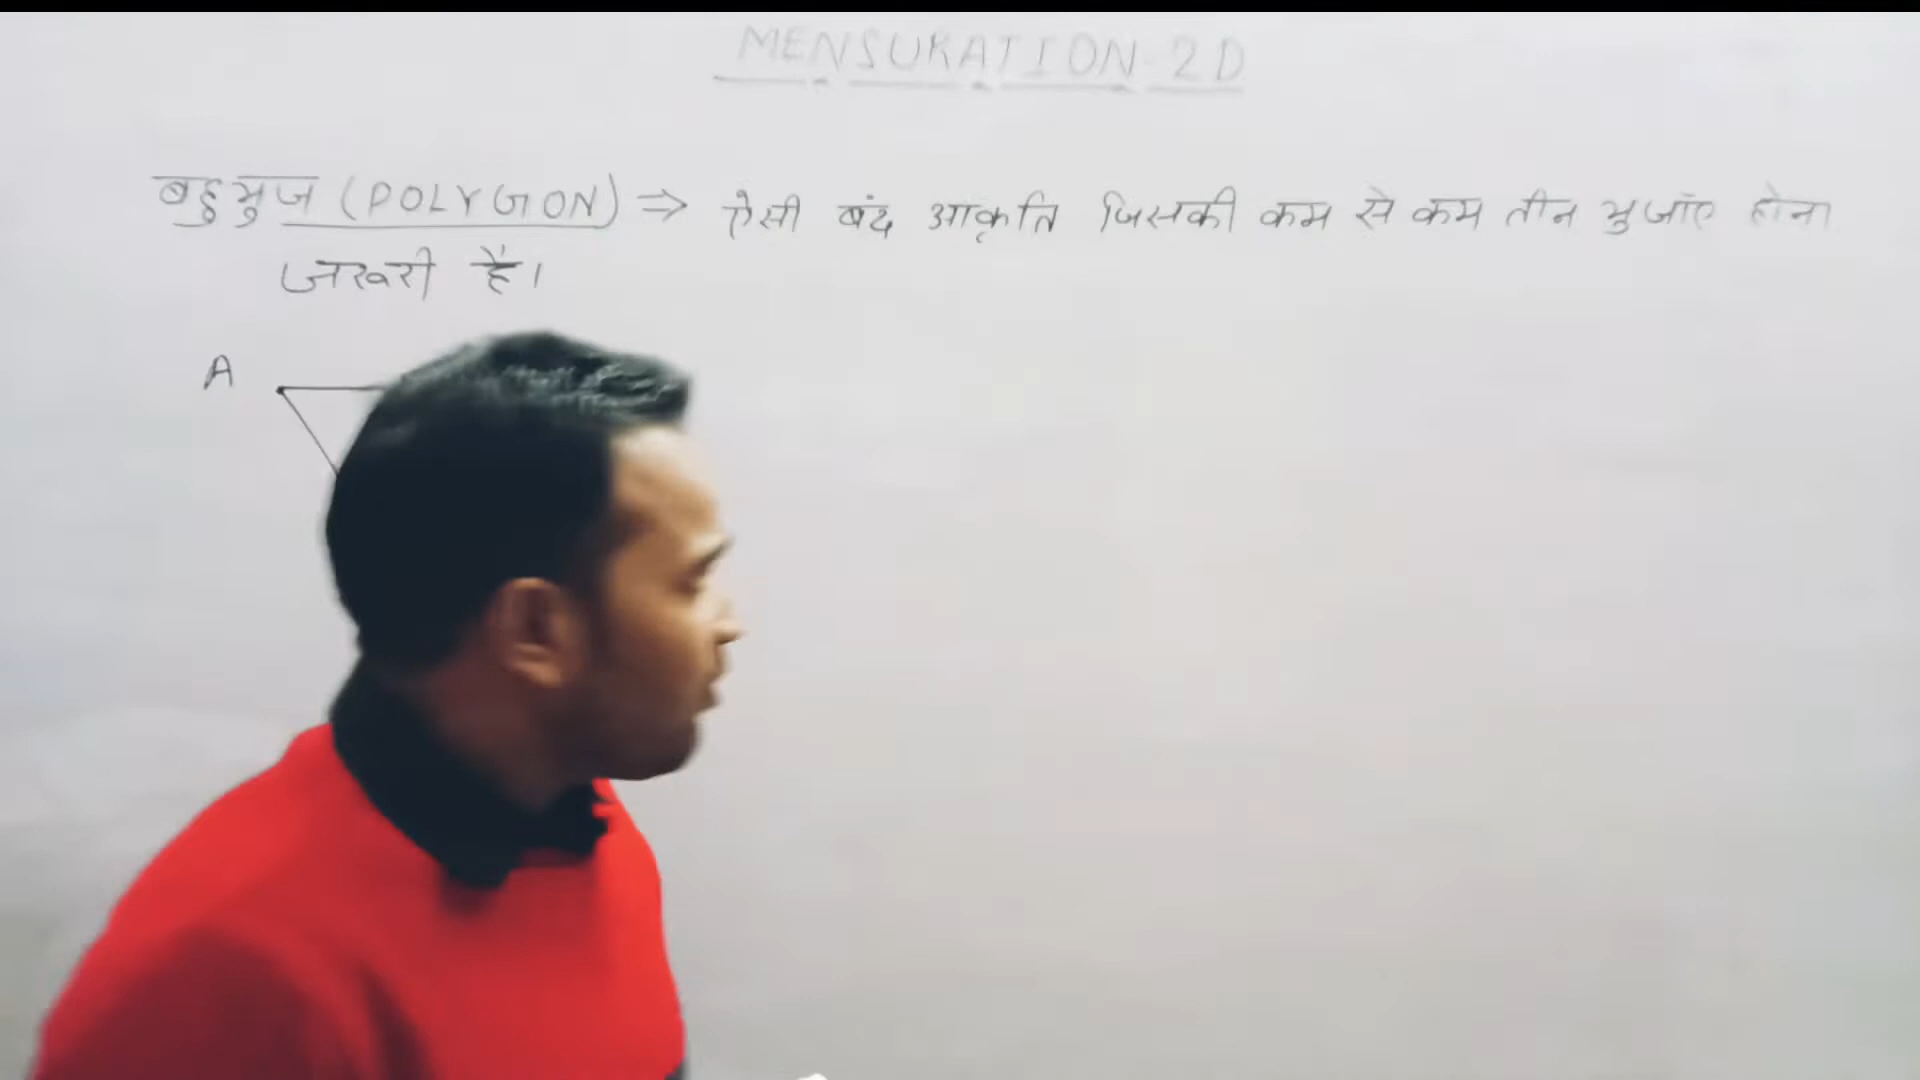 MENSURATION-2D
बहुभुज (POLYGON) ⇒ ऐसी बंद आकृति जिसकी कम से कम तीन भुजाएं होना
जरूरी है।
A